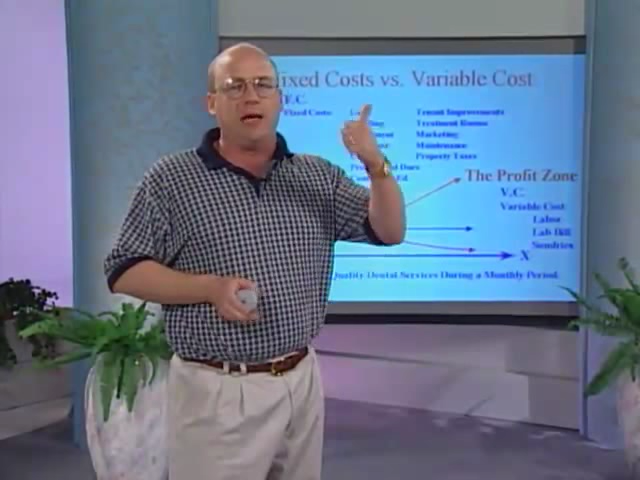 ixed Costs vs. Variable Cost
F.C.
Fixed Costs
Tenant Improvements
Treatment Rooms
Marketing
Maintenance
Property Taxes
The Profit Zone
V.C.
Variable Cost
Labor
Lab Bill
Sundries
X
Quality Dental Services During a Monthly Period.